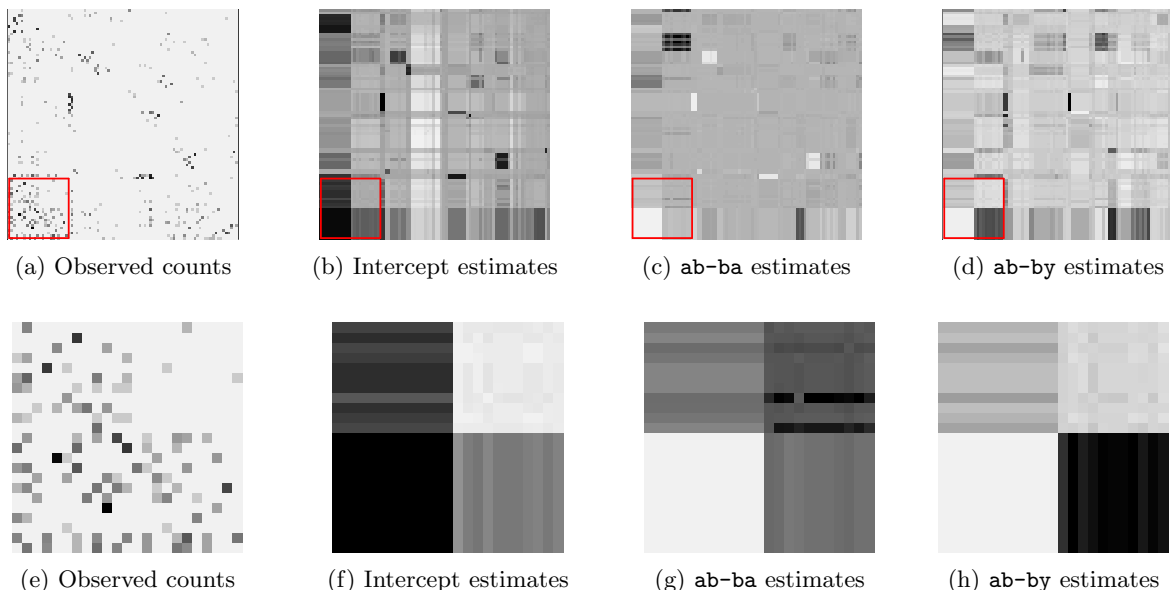 (a) Observed counts
(b) Intercept estimates
(c) ab-ba estimates
(d) ab-by estimates
(e) Observed counts
(f) Intercept estimates
(g) ab-ba estimates
(h) ab-by estimates